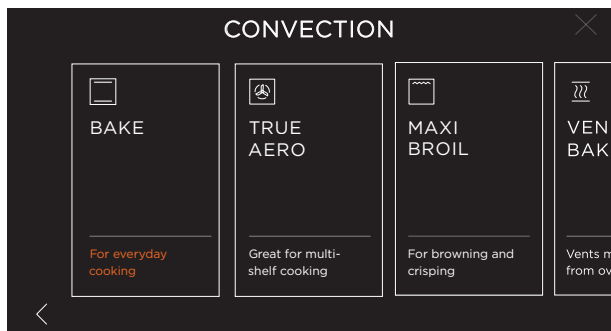 CONVECTION
BAKE
For everyday
cooking
TRUE
AERO
Great for multi-
shelf cooking
MAXI
BROIL
For browning and
crisping
VEN
BAK
Vents m
from ov